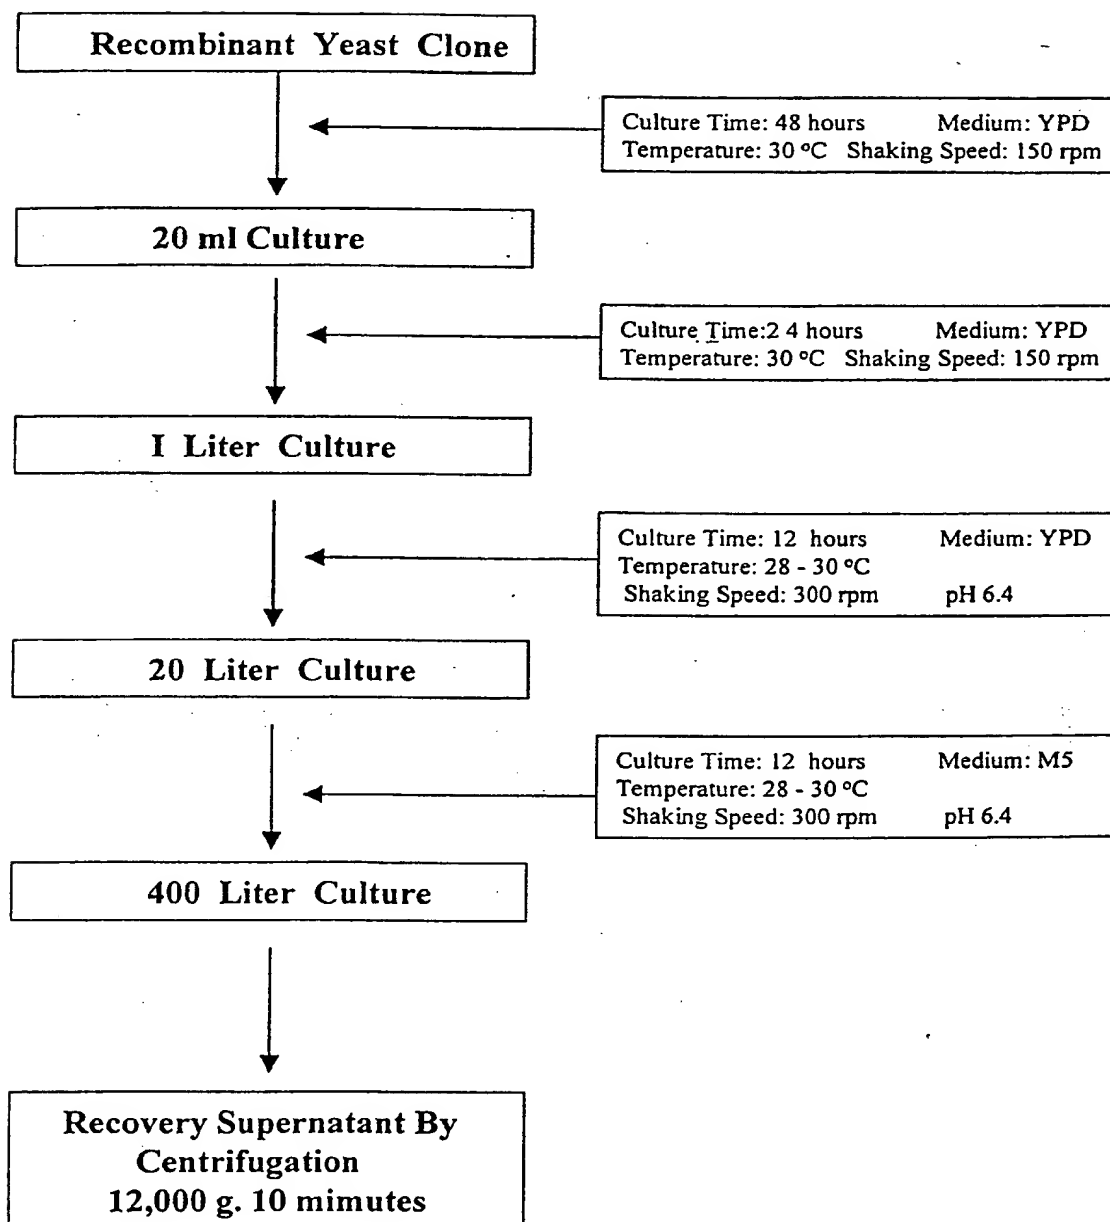 Recombinant Yeast Clone
Culture Time: 48 hours Medium: YPD
Temperature: 30 ºC Shaking Speed: 150 rpm
20 ml Culture
Culture Time:2 4 hours Medium: YPD
Temperature: 30 ºC Shaking Speed: 150 rpm
I Liter Culture
Culture Time: 12 hours Medium: YPD
Temperature: 28 - 30 ºC
Shaking Speed: 300 rpm pH 6.4
20 Liter Culture
Culture Time: 12 hours Medium: M5
Temperature: 28 - 30 ºC
Shaking Speed: 300 rpm pH 6.4
400 Liter Culture
Recovery Supernatant By
Centrifugation
12,000 g. 10 mimutes